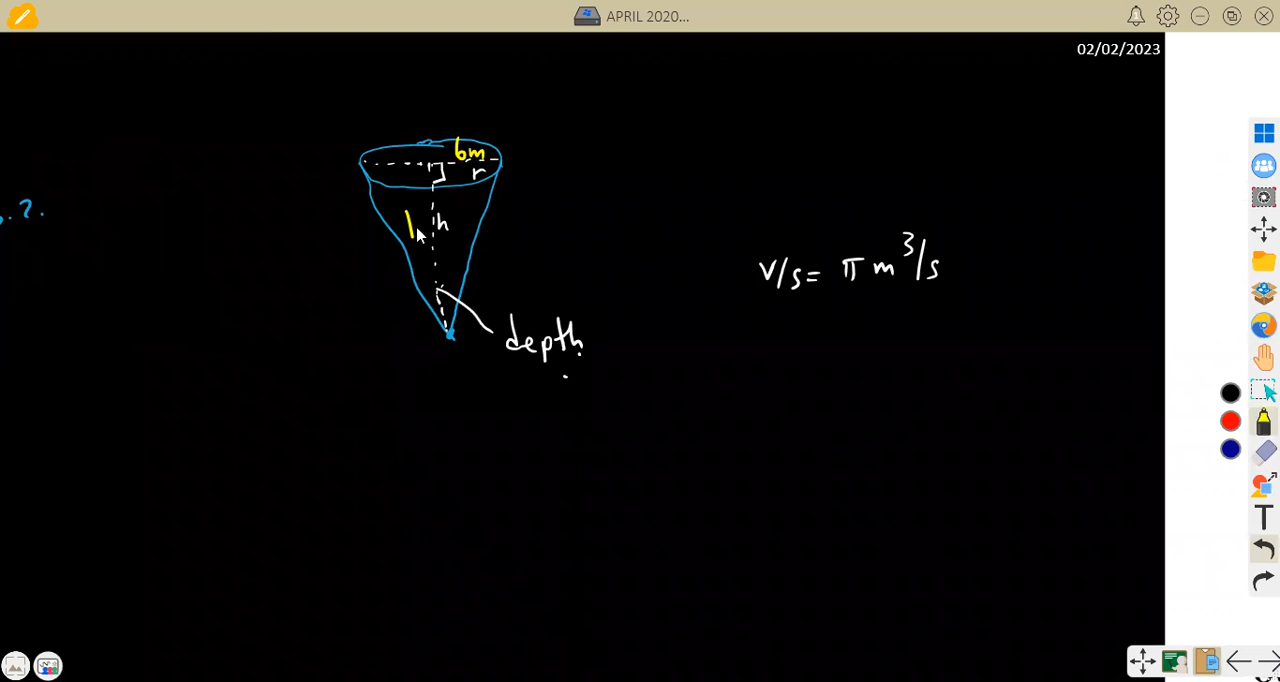 APRIL 2020...
02/02/2023
6m
r
h
. ?.
V/s = π m³/s
depth
T